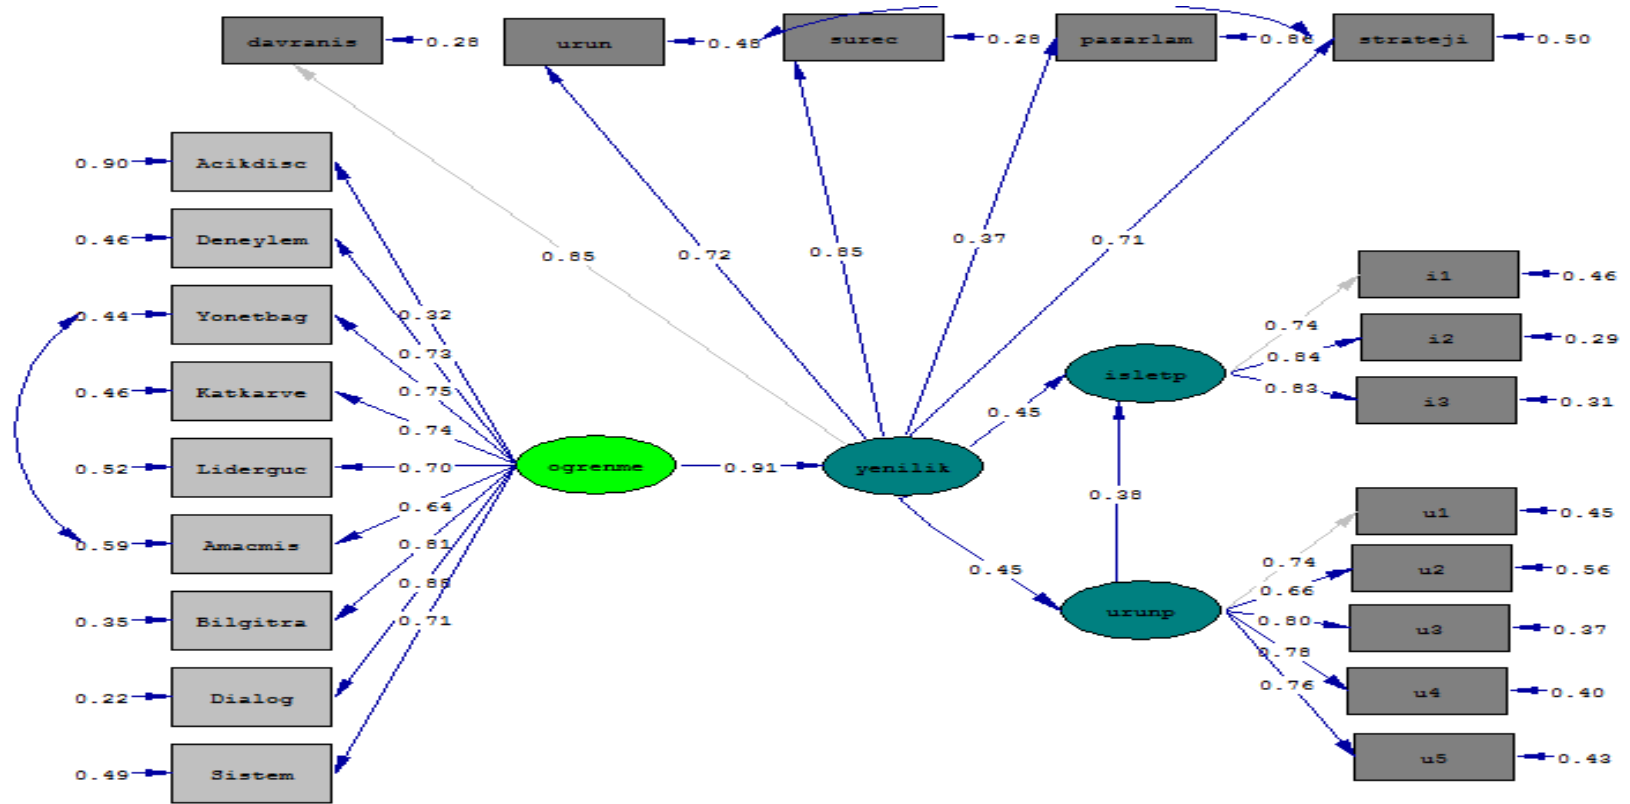 davranis 0.28 urun 0.48 surec 0.28 pazarlam 0.86 strateji 0.50
0.90 Acikdisc
0.46 Deneylem
0.44 Yonetbag
0.46 Katkarve
0.52 Liderguc
0.59 Amacmis
0.35 Bilgitra
0.22 Dialog
0.49 Sistem
0.32
0.73
0.75
0.74
0.70
0.64
0.81
0.88
0.71
ogrenme 0.91 yenilik
0.85 0.72 0.85 0.37 0.71
0.45 isletp
0.38
0.45 urunp
0.74 i1 0.46
0.84 i2 0.29
0.83 i3 0.31
0.74 u1 0.45
0.66 u2 0.56
0.80 u3 0.37
0.78 u4 0.40
0.76 u5 0.43